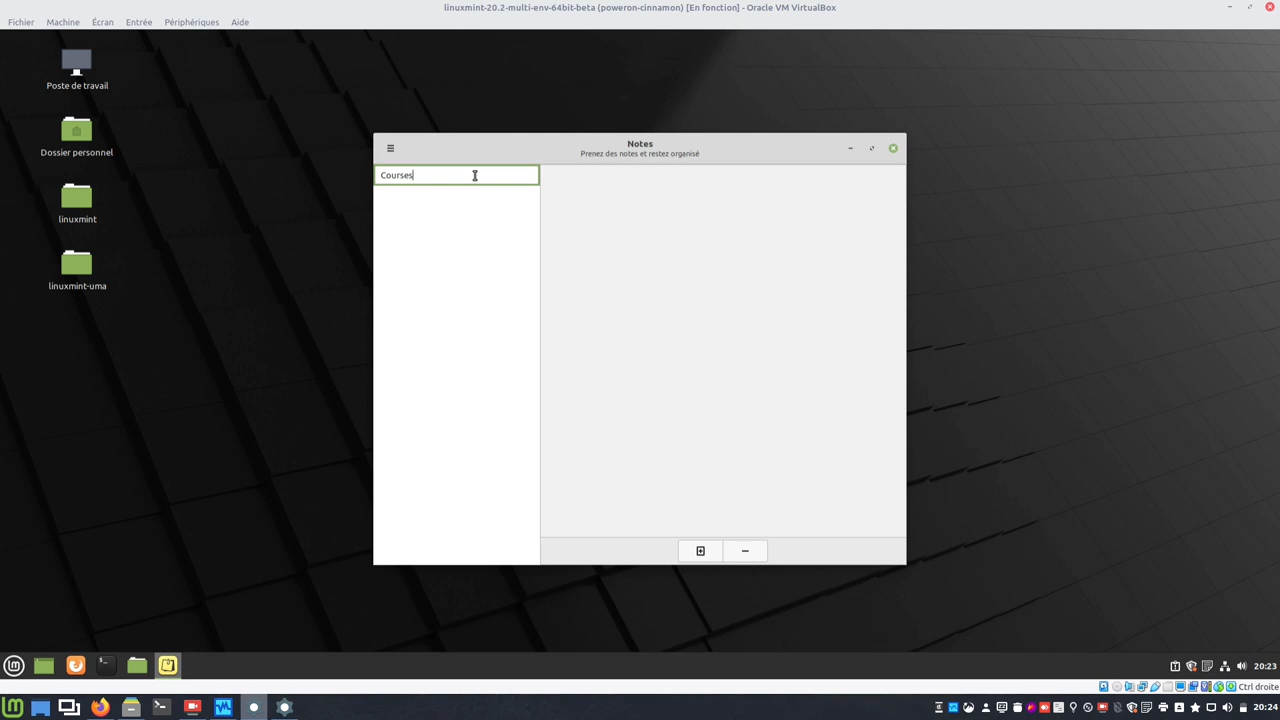 linuxmint-20.2-multi-env-64bit-beta (poweron-cinnamon) [En fonction] - Oracle VM VirtualBox
Fichier Machine Écran Entrée Périphériques Aide
Poste de travail
Dossier personnel
linuxmint
linuxmint-uma
Notes
Prenez des notes et restez organisé
Courses
20:23
Ctrl droite
20:24